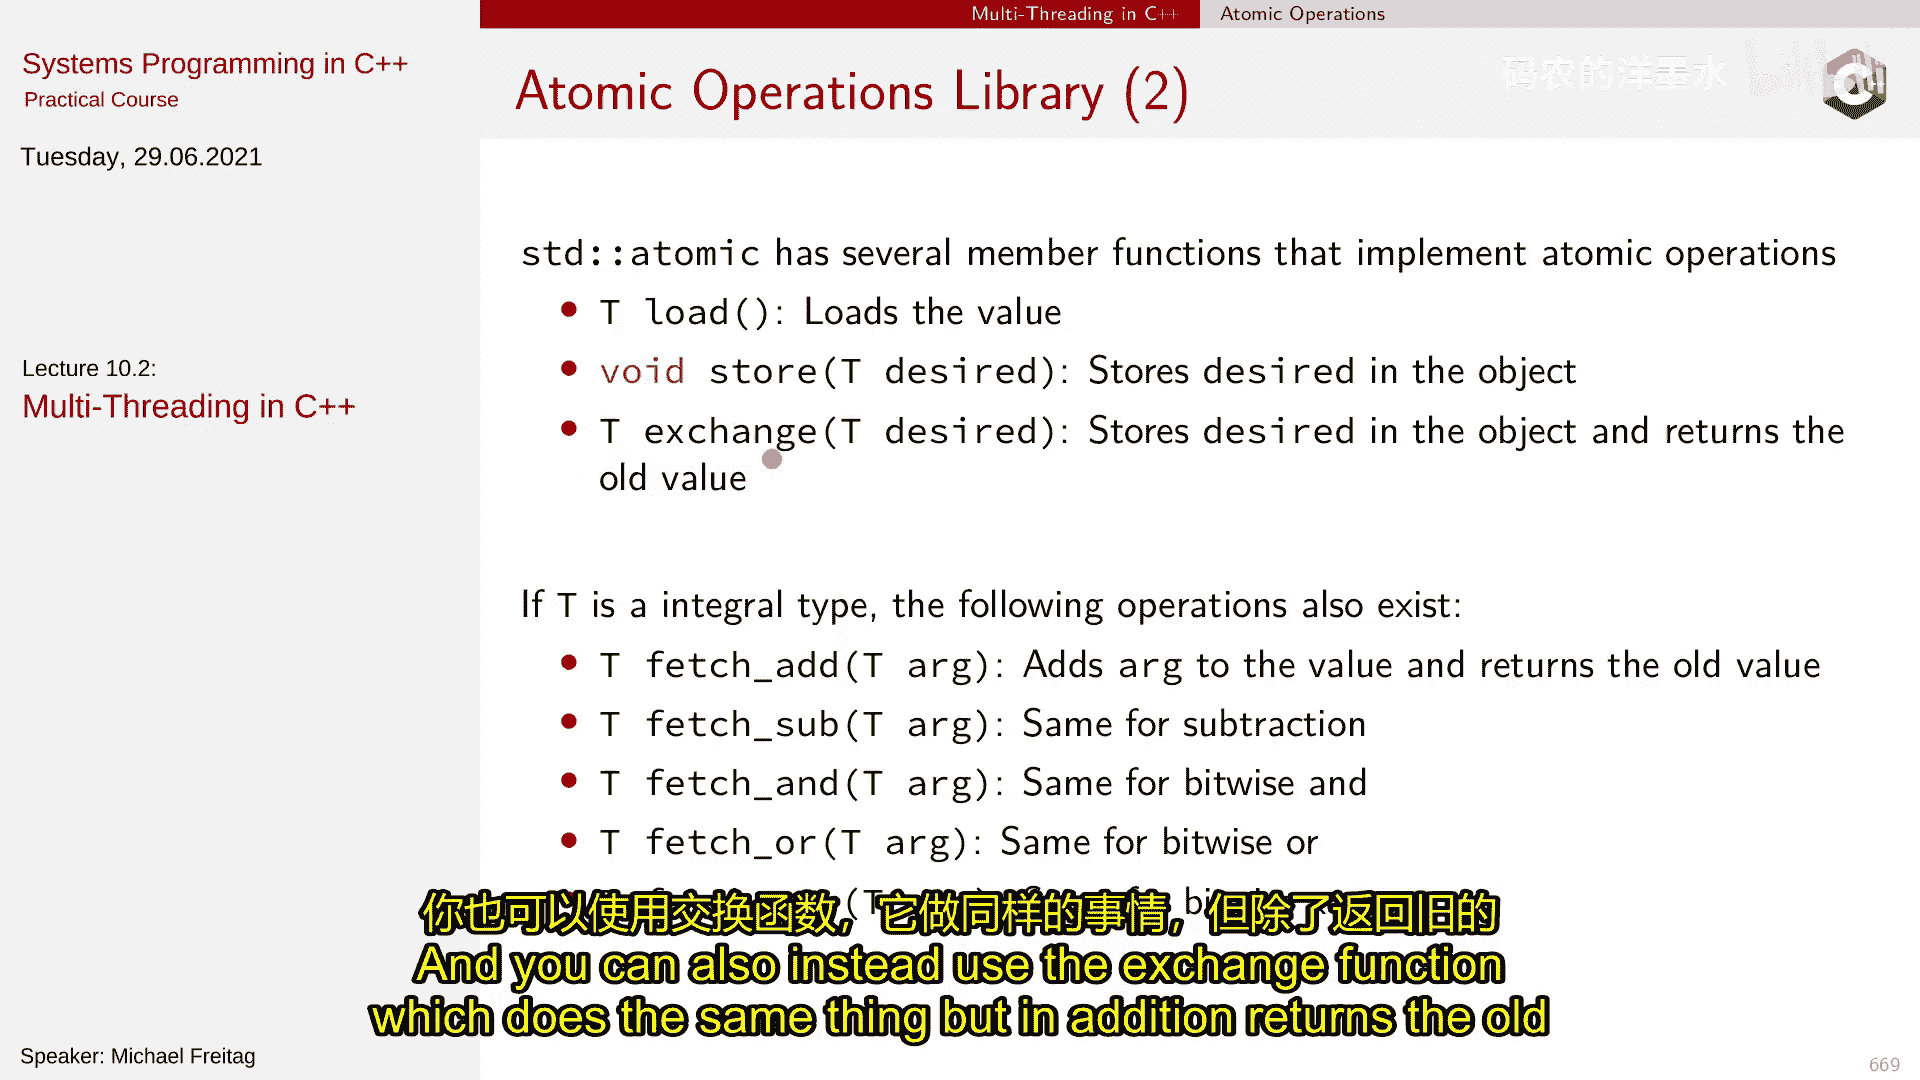 Multi-Threading in C++ Atomic Operations
Systems Programming in C++
Practical Course
Tuesday, 29.06.2021
Lecture 10.2:
Multi-Threading in C++
Speaker: Michael Freitag
Atomic Operations Library (2)
码农的洋墨水
std::atomic has several member functions that implement atomic operations
• T load(): Loads the value
• void store(T desired): Stores desired in the object
• T exchange(T desired): Stores desired in the object and returns the
old value
If T is a integral type, the following operations also exist:
• T fetch_add(T arg): Adds arg to the value and returns the old value
• T fetch_sub(T arg): Same for subtraction
• T fetch_and(T arg): Same for bitwise and
• T fetch_or(T arg): Same for bitwise or
你也可以使用交换函数，它做同样的事情，但除了返回旧的
And you can also instead use the exchange function
which does the same thing but in addition returns the old
669